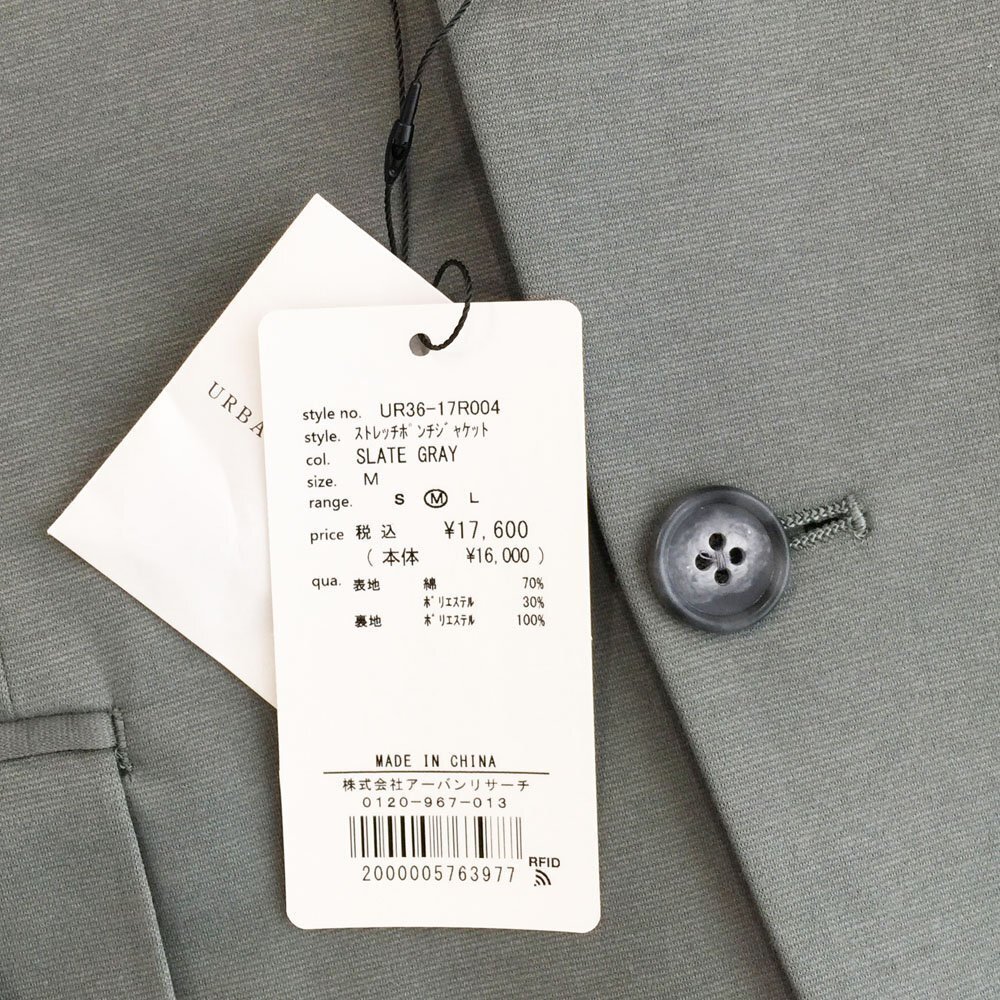 URBA
style no. UR36-17R004
style. ｽﾄﾚｯﾁﾎﾟﾝﾁｼﾞｬｹｯﾄ
col. SLATE GRAY
size. M
range. S Ⓜ L
price 税込 ¥17,600
(本体 ¥16,000)
qua. 表地 綿 70%
ﾎﾟﾘｴｽﾃﾙ 30%
裏地 ﾎﾟﾘｴｽﾃﾙ 100%
MADE IN CHINA
株式会社アーバンリサーチ
0120-967-013
2000005763977
RFID